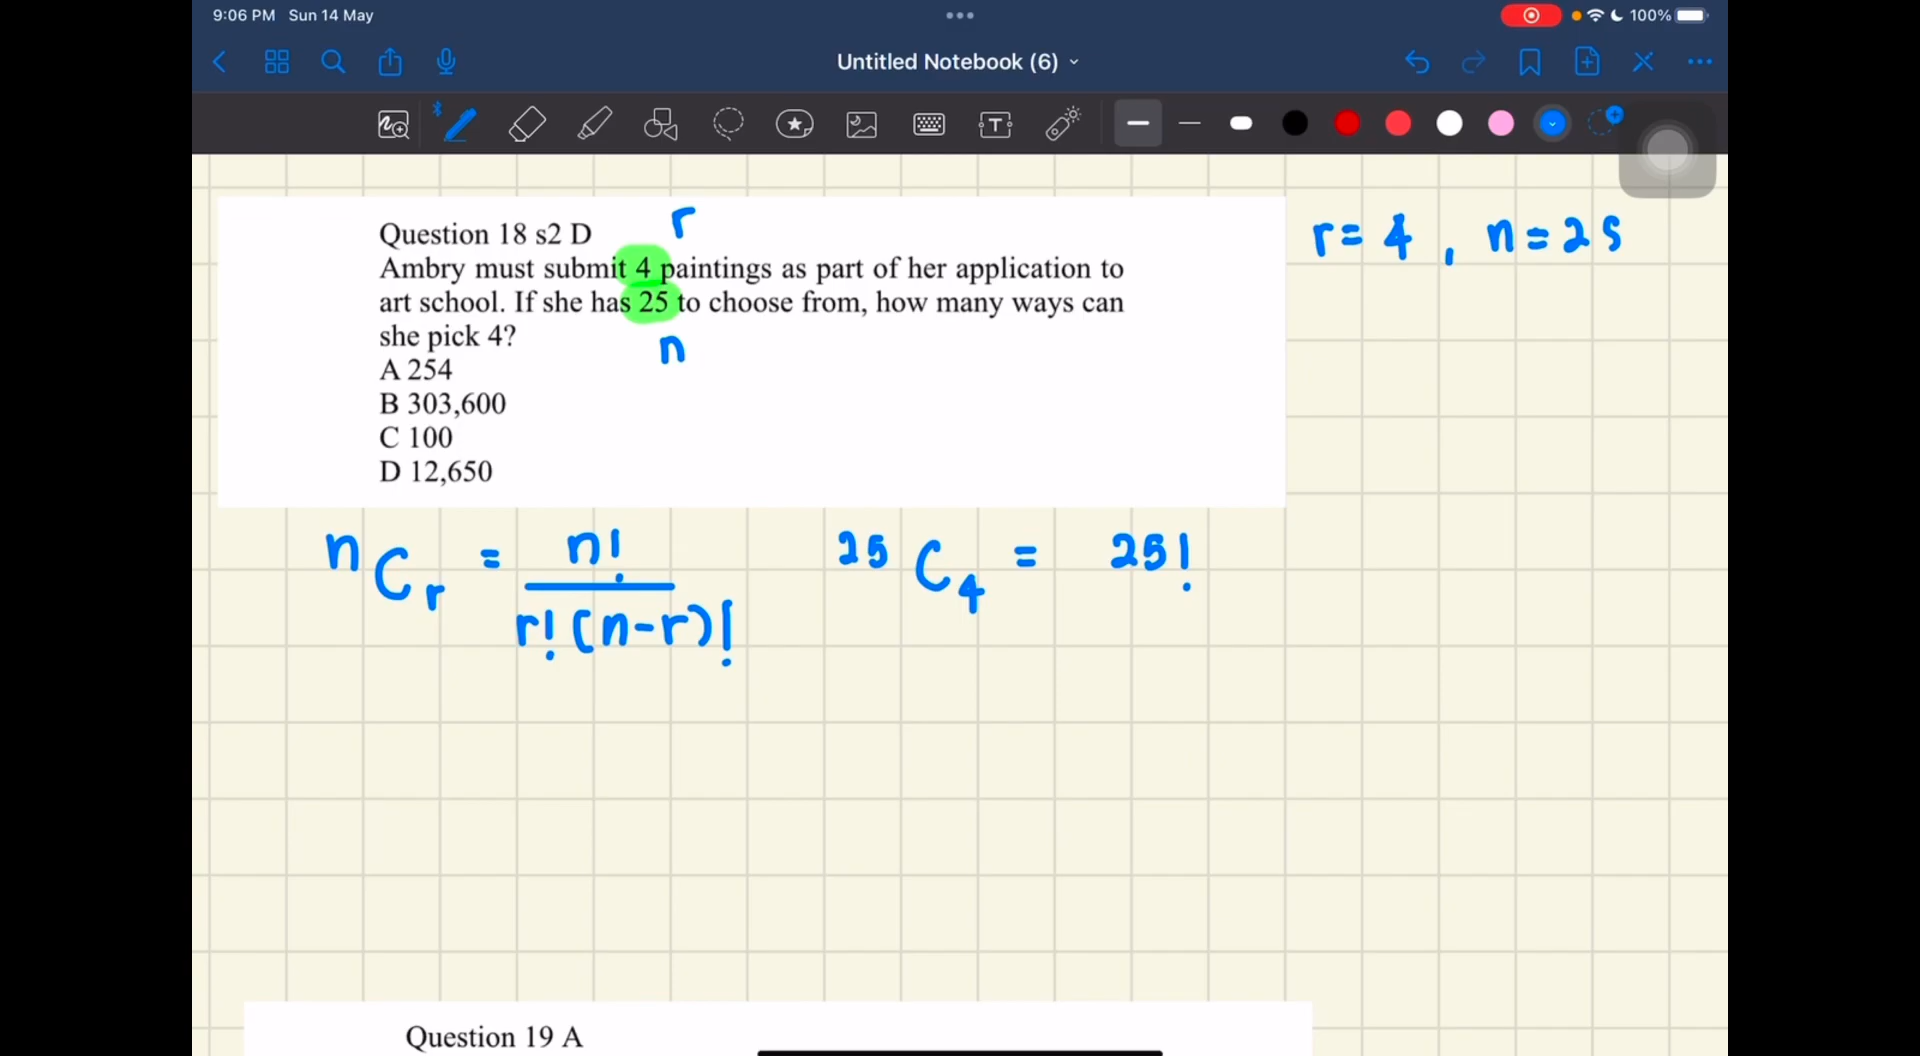 9:06 PM Sun 14 May
100%
Untitled Notebook (6)
r
r = 4 , n = 25
Question 18 s2 D
Ambry must submit 4 paintings as part of her application to
art school. If she has 25 to choose from, how many ways can
she pick 4?
n
A 254
B 303,600
C 100
D 12,650
nCr = n! / r!(n-r)!
25C4 = 25!
Question 19 A